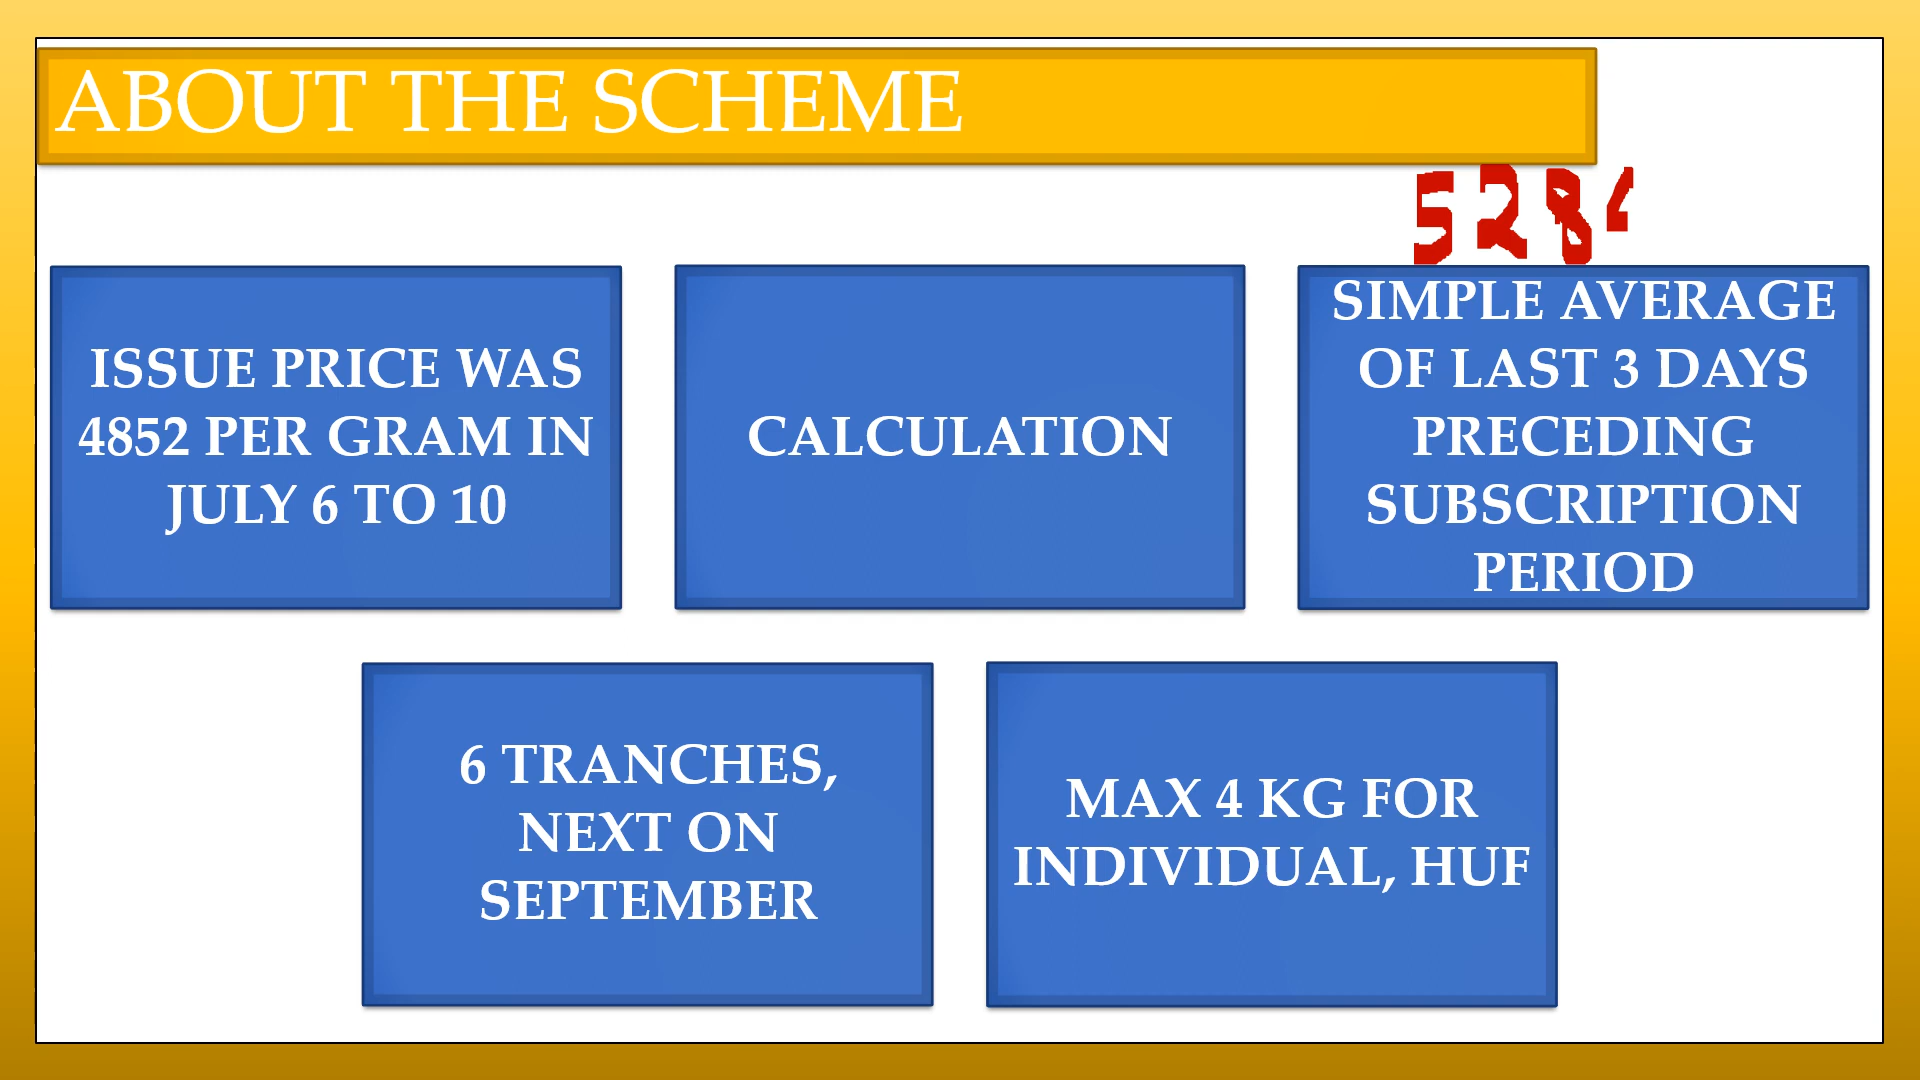 ABOUT THE SCHEME
528
ISSUE PRICE WAS
4852 PER GRAM IN
JULY 6 TO 10
CALCULATION
SIMPLE AVERAGE
OF LAST 3 DAYS
PRECEDING
SUBSCRIPTION
PERIOD
6 TRANCHES,
NEXT ON
SEPTEMBER
MAX 4 KG FOR
INDIVIDUAL, HUF